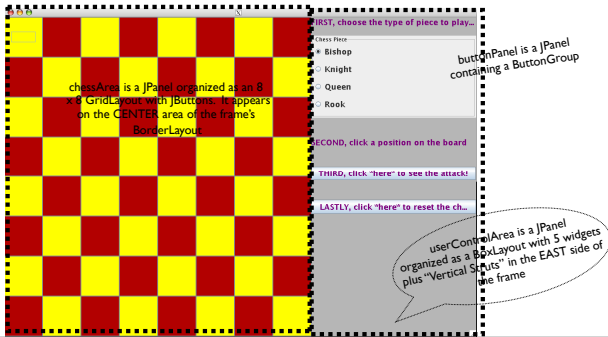 chessArea is a JPanel organized as an 8
x 8 GridLayout with JButtons. It appears
on the CENTER area of the frame's
BorderLayout
FIRST, choose the type of piece to play...
Chess Piece
Bishop
Knight
Queen
Rook
SECOND, click a position on the board
THIRD, click *here* to see the attack!
LASTLY, click *here* to reset the ch...
buttonPanel is a JPanel
containing a ButtonGroup
userControlArea is a JPanel
organized as a BoxLayout with 5 widgets
plus “Vertical Struts” in the EAST side of
the frame